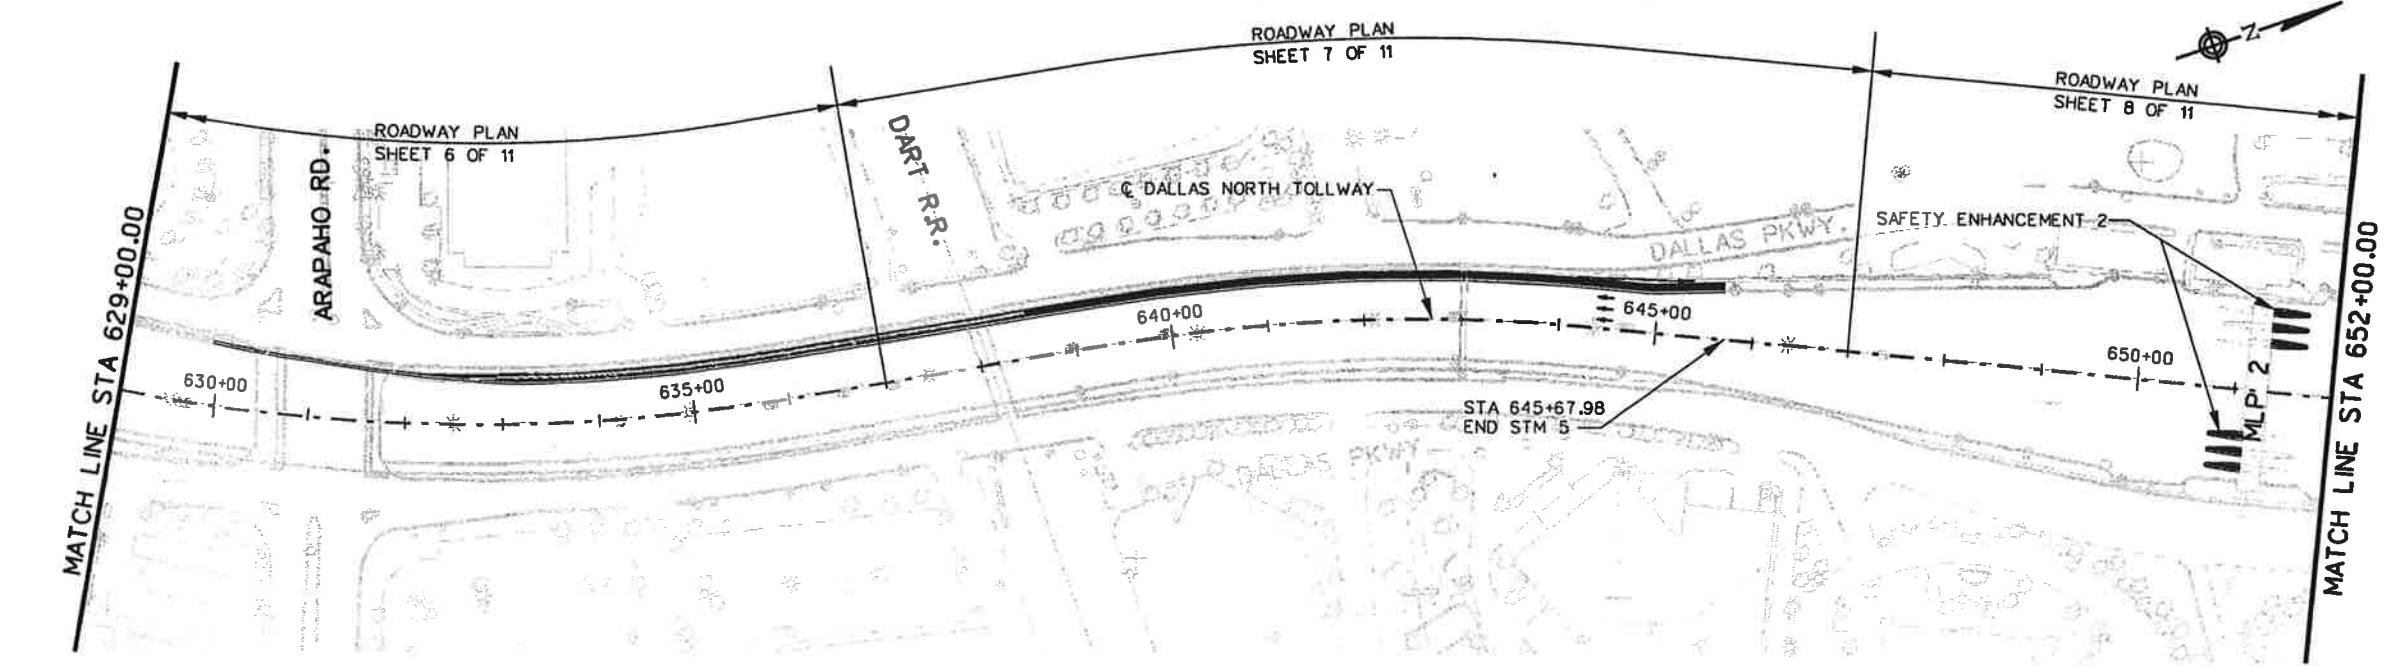 ROADWAY PLAN
SHEET 7 OF 11
N
ROADWAY PLAN
SHEET 8 OF 11
ROADWAY PLAN
SHEET 6 OF 11
ARAPAHO RD.
DART R.R.
℄ DALLAS NORTH TOLLWAY
SAFETY ENHANCEMENT 2
DALLAS PKWY.
MATCH LINE STA 629+00.00
630+00
635+00
640+00
645+00
650+00
STA 645+67.98
END STM 5
DALLAS PKWY
MLP 2
MATCH LINE STA 652+00.00